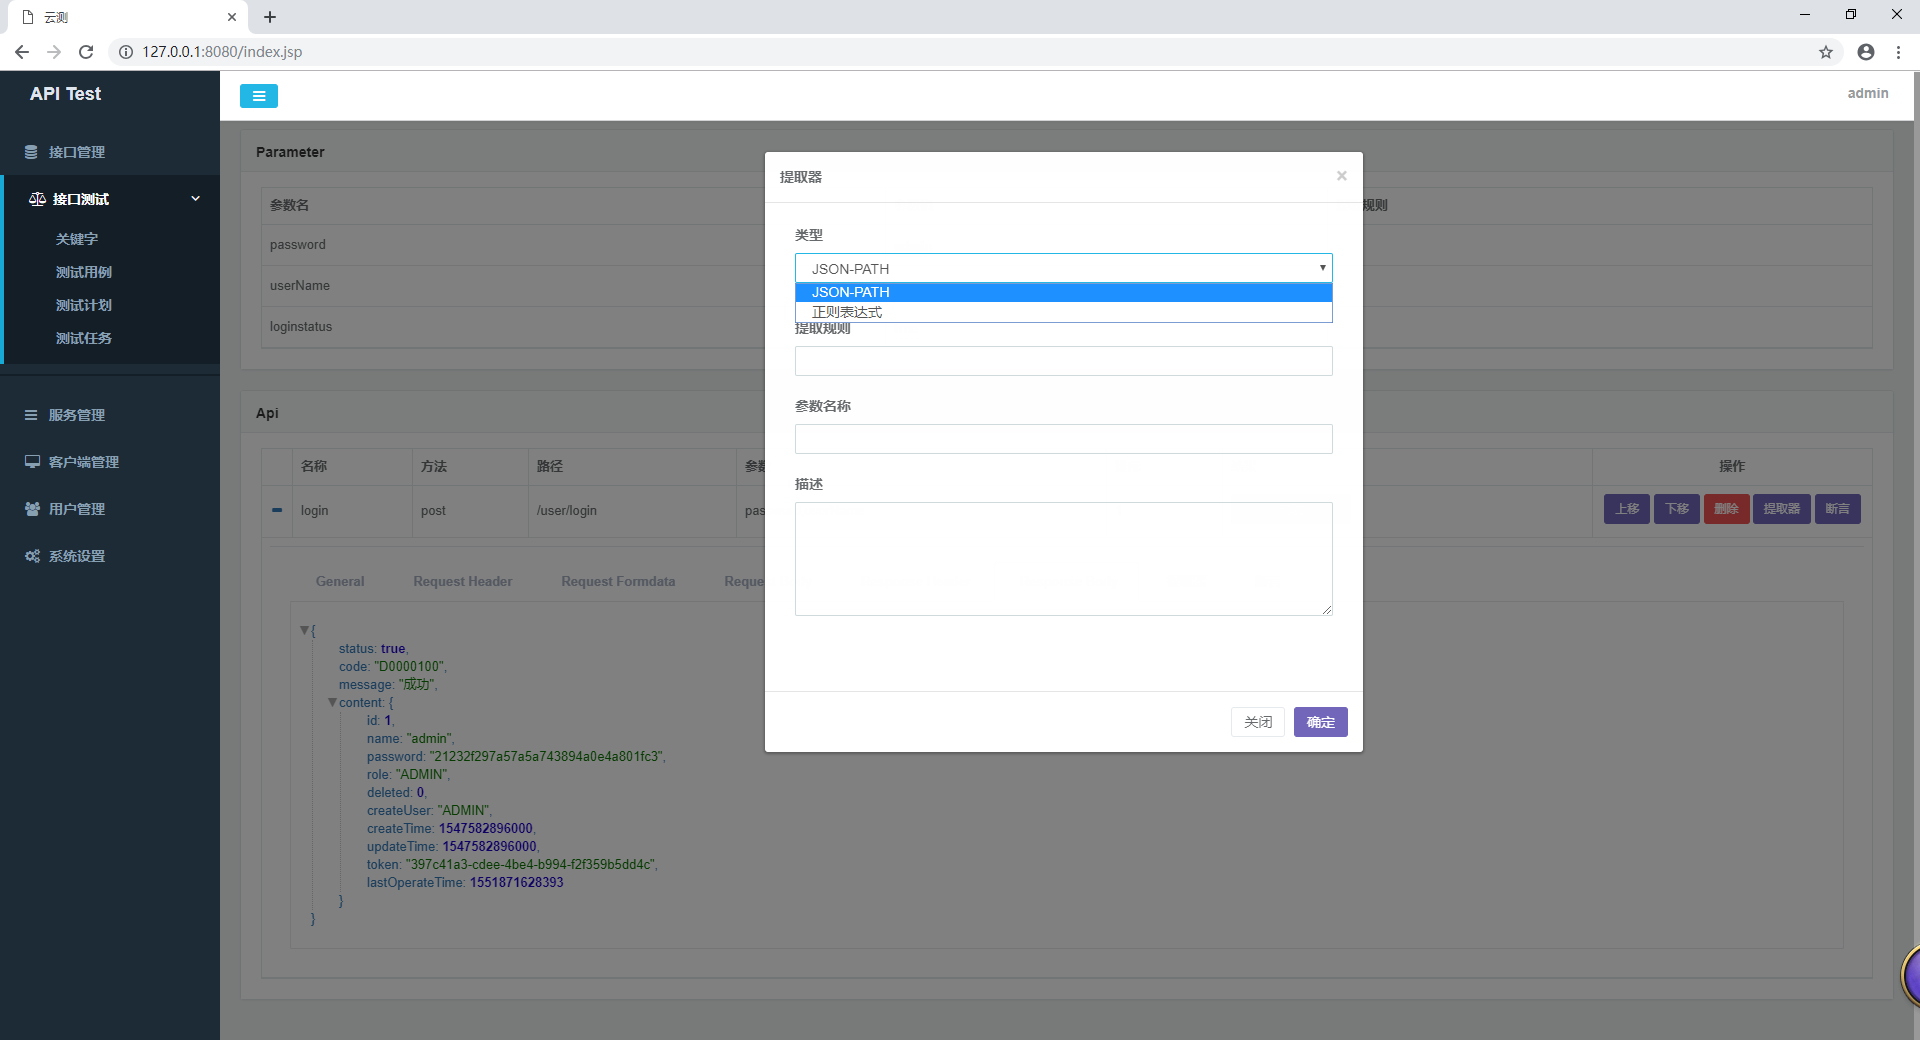 云测
127.0.0.1:8080/index.jsp
API Test
admin
接口管理
接口测试
关键字
测试用例
测试计划
测试任务
服务管理
客户端管理
用户管理
系统设置
Parameter
参数名
规则
password
userName
loginstatus
Api
名称 方法 路径 参数 操作
login post /user/login pas 上移 下移 删除 提取器 断言
General Request Header Request Formdata Reque
{
status: true,
code: "D0000100",
message: "成功",
content: {
id: 1,
name: "admin",
password: "21232f297a57a5a743894a0e4a801fc3",
role: "ADMIN",
deleted: 0,
createUser: "ADMIN",
createTime: 1547582896000,
updateTime: 1547582896000,
token: "397c41a3-cdee-4be4-b994-f2f359b5dd4c",
lastOperateTime: 1551871628393
}
}
提取器
类型
JSON-PATH
JSON-PATH
正则表达式
提取规则
参数名称
描述
关闭 确定